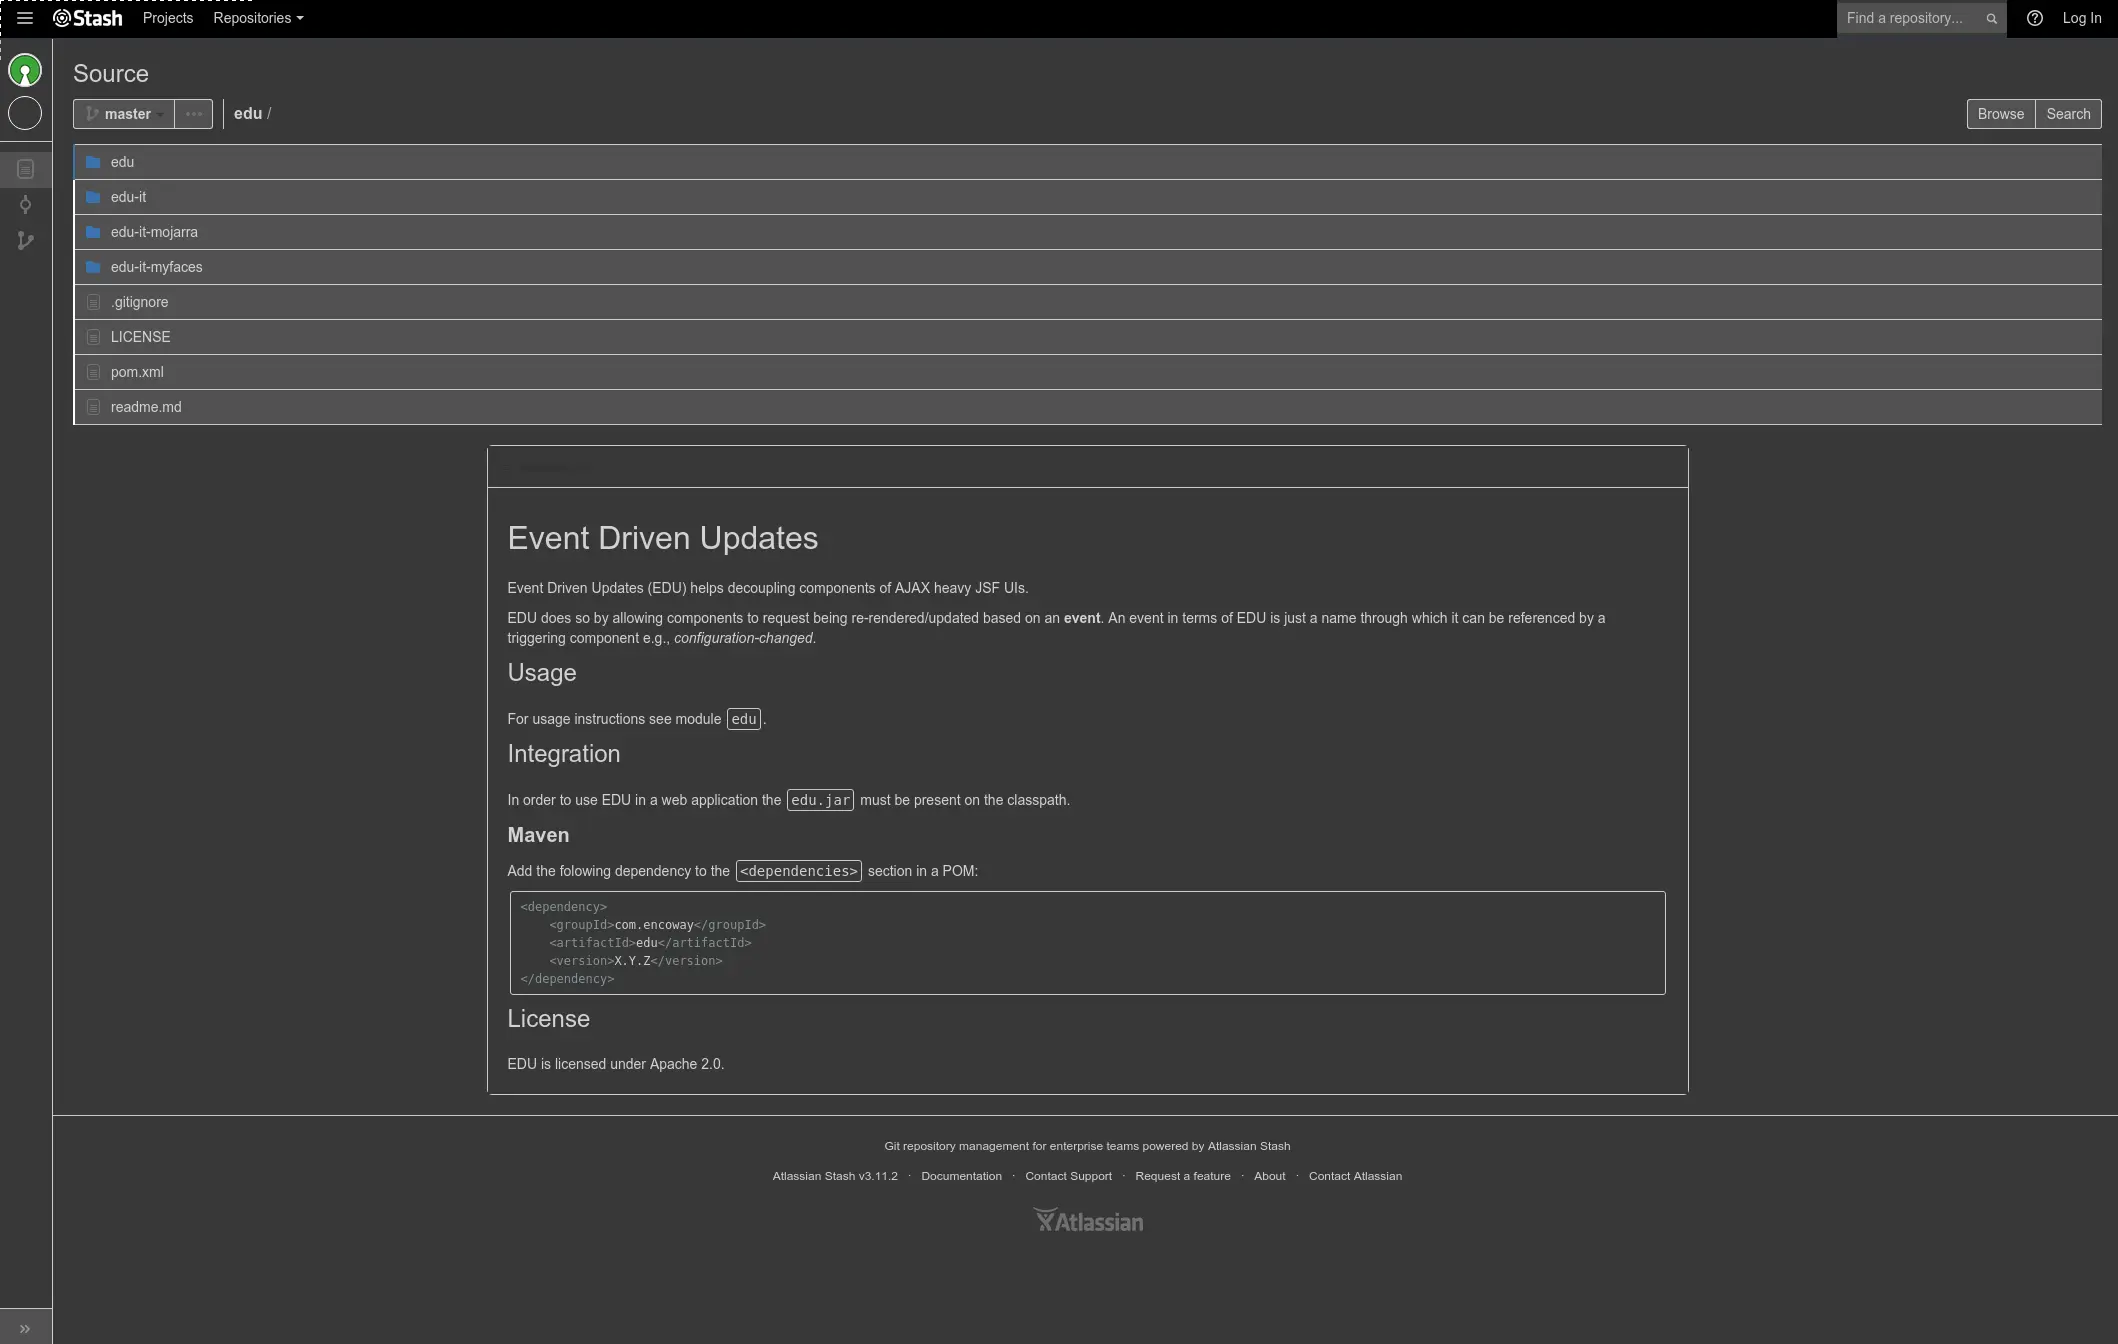 Stash Projects Repositories Find a repository... Log In
Source
master edu / Browse Search
edu
edu-it
edu-it-mojarra
edu-it-myfaces
.gitignore
LICENSE
pom.xml
readme.md
Event Driven Updates
Event Driven Updates (EDU) helps decoupling components of AJAX heavy JSF UIs.
EDU does so by allowing components to request being re-rendered/updated based on an event. An event in terms of EDU is just a name through which it can be referenced by a
triggering component e.g., configuration-changed.
Usage
For usage instructions see module edu.
Integration
In order to use EDU in a web application the edu.jar must be present on the classpath.
Maven
Add the folowing dependency to the <dependencies> section in a POM:
<dependency>
    <groupId>com.encoway</groupId>
    <artifactId>edu</artifactId>
    <version>X.Y.Z</version>
</dependency>
License
EDU is licensed under Apache 2.0.
Git repository management for enterprise teams powered by Atlassian Stash
Atlassian Stash v3.11.2 · Documentation · Contact Support · Request a feature · About · Contact Atlassian
Atlassian